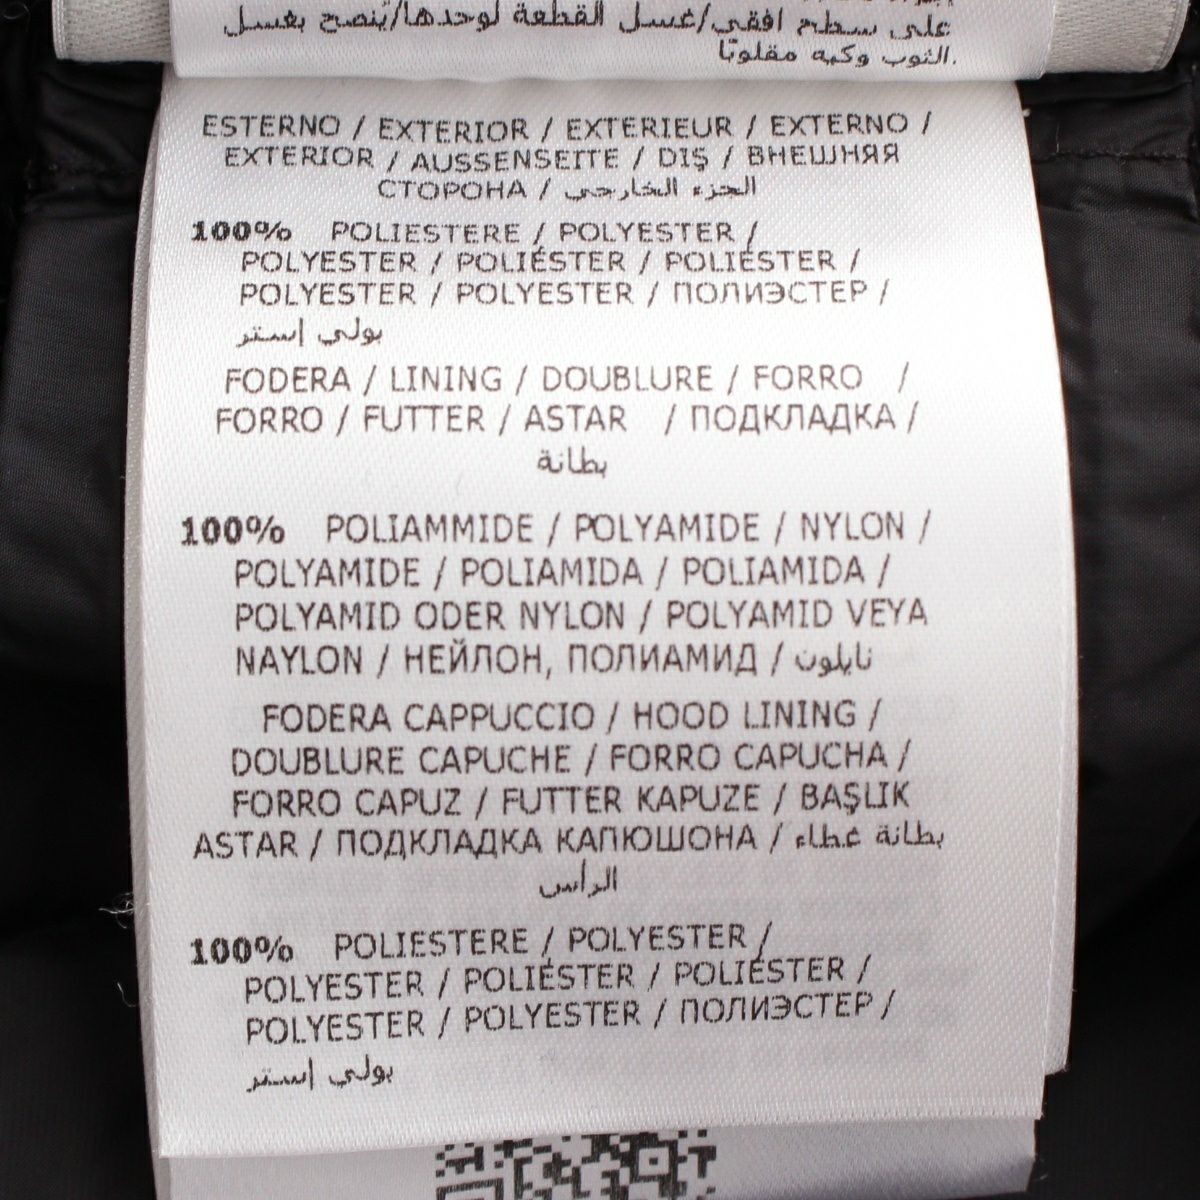 على سطح افقي/غسل القطعة لوحدها/يُنصح بغسل
الثوب وكيه مقلوبًا.
ESTERNO / EXTERIOR / EXTERIEUR / EXTERNO /
EXTERIOR / AUSSENSEITE / DIŞ / ВНЕШНЯЯ
СТОРОНА / الجزء الخارجي
100% POLIESTERE / POLYESTER /
POLYESTER / POLIÉSTER / POLIÉSTER /
POLYESTER / POLYESTER / ПОЛИЭСТЕР /
بولي إستر
FODERA / LINING / DOUBLURE / FORRO /
FORRO / FUTTER / ASTAR / ПОДКЛАДКА /
بطانة
100% POLIAMMIDE / POLYAMIDE / NYLON /
POLYAMIDE / POLIAMIDA / POLIAMIDA /
POLYAMID ODER NYLON / POLYAMID VEYA
NAYLON / НЕЙЛОН, ПОЛИАМИД / نايلون
FODERA CAPPUCCIO / HOOD LINING /
DOUBLURE CAPUCHE / FORRO CAPUCHA /
FORRO CAPUZ / FUTTER KAPUZE / BAŞLIK
ASTAR / ПОДКЛАДКА КАПЮШОНА / بطانة غطاء
الرأس
100% POLIESTERE / POLYESTER /
POLYESTER / POLIÉSTER / POLIÉSTER /
POLYESTER / POLYESTER / ПОЛИЭСТЕР /
بولي إستر